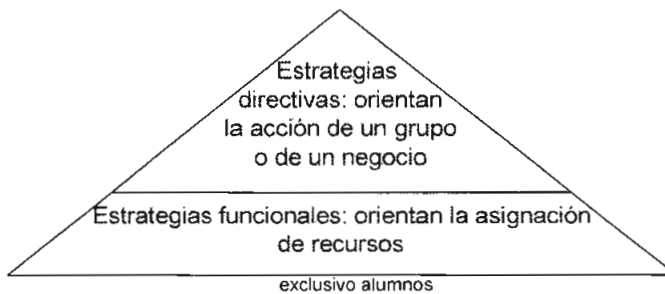 Estrategias
directivas: orientan
la acción de un grupo
o de un negocio
Estrategias funcionales: orientan la asignación
de recursos
exclusivo alumnos